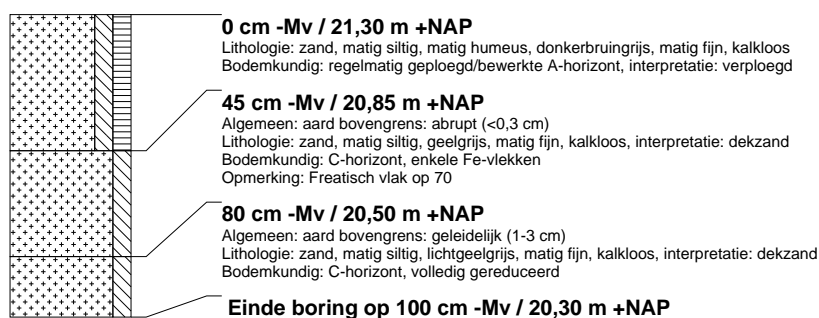 0 cm -Mv / 21,30 m +NAP
Lithologie: zand, matig siltig, matig humeus, donkerbruingrijs, matig fijn, kalkloos
Bodemkundig: regelmatig geploegd/bewerkte A-horizont, interpretatie: verploegd
45 cm -Mv / 20,85 m +NAP
Algemeen: aard bovengrens: abrupt (<0,3 cm)
Lithologie: zand, matig siltig, geelgrijs, matig fijn, kalkloos, interpretatie: dekzand
Bodemkundig: C-horizont, enkele Fe-vlekken
Opmerking: Freatisch vlak op 70
80 cm -Mv / 20,50 m +NAP
Algemeen: aard bovengrens: geleidelijk (1-3 cm)
Lithologie: zand, matig siltig, lichtgeelgrijs, matig fijn, kalkloos, interpretatie: dekzand
Bodemkundig: C-horizont, volledig gereduceerd
Einde boring op 100 cm -Mv / 20,30 m +NAP